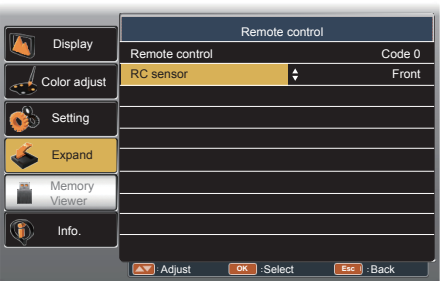 Remote control
Display
Remote control Code 0
Color adjust
RC sensor Front
Setting
Expand
Memory
Viewer
Info.
: Adjust OK :Select Esc : Back